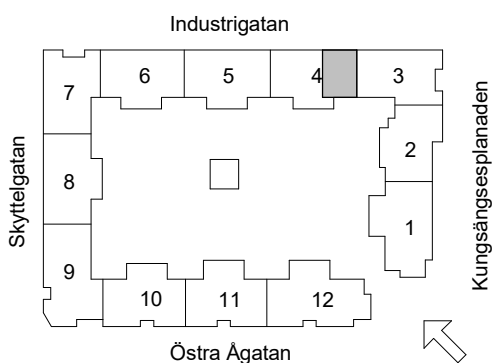 Industrigatan
6 5 4 3
7
2
Skyttelgatan
8
Kungsängsesplanaden
1
9
10 11 12
Östra Ågatan